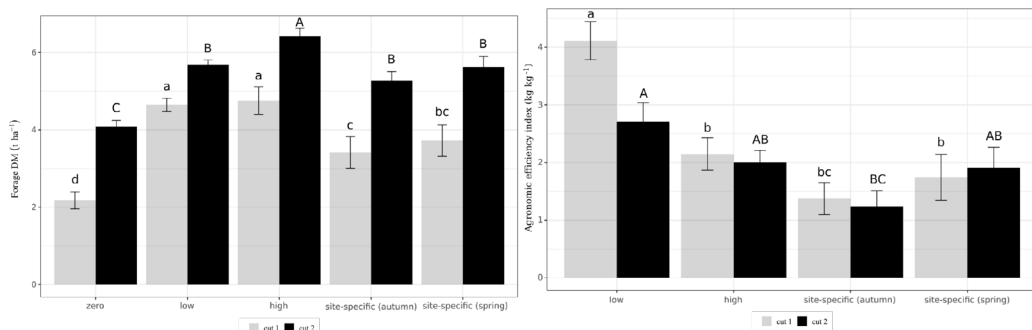 A
B
B
B
C
a
a
bc
c
d
Forage DM (t ha⁻¹)
6
4
2
0
zero low high site-specific (autumn) site-specific (spring)
cut 1 cut 2
a
A
b
AB
AB
b
bc
BC
Agronomic efficiency index (kg kg⁻¹)
4
3
2
1
0
low high site-specific (autumn) site-specific (spring)
cut 1 cut 2